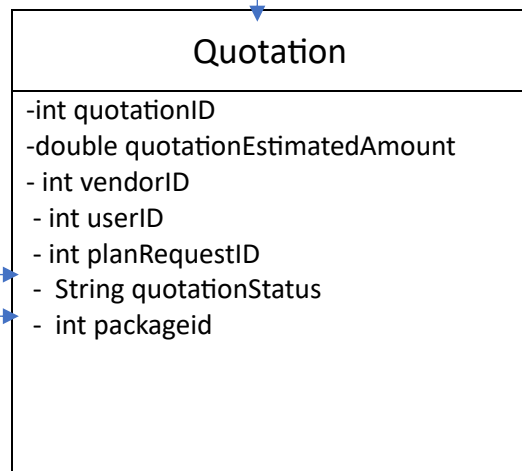 Quotation
-int quotationID
-double quotationEstimatedAmount
- int vendorID
- int userID
- int planRequestID
- String quotationStatus
- int packageid